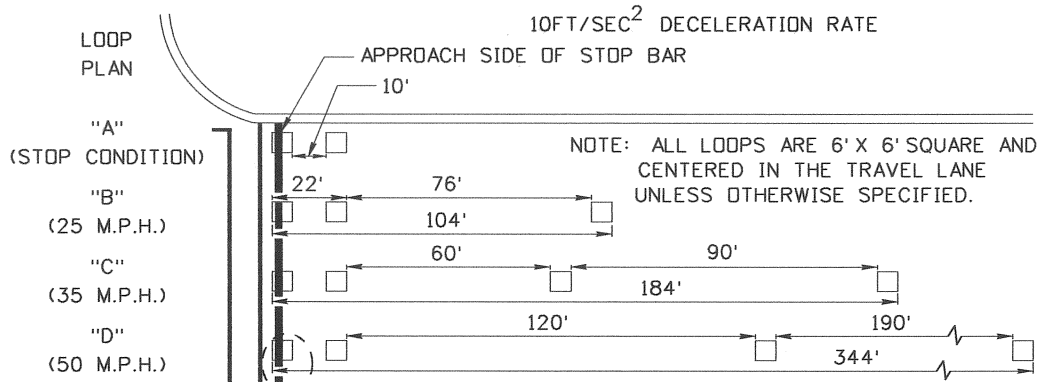 10FT/SEC2 DECELERATION RATE
LOOP
PLAN
APPROACH SIDE OF STOP BAR
10'
"A"
(STOP CONDITION)
NOTE: ALL LOOPS ARE 6' X 6' SQUARE AND
CENTERED IN THE TRAVEL LANE
UNLESS OTHERWISE SPECIFIED.
22'
76'
"B"
(25 M.P.H.)
104'
60'
90'
"C"
(35 M.P.H.)
184'
120'
190'
"D"
(50 M.P.H.)
344'